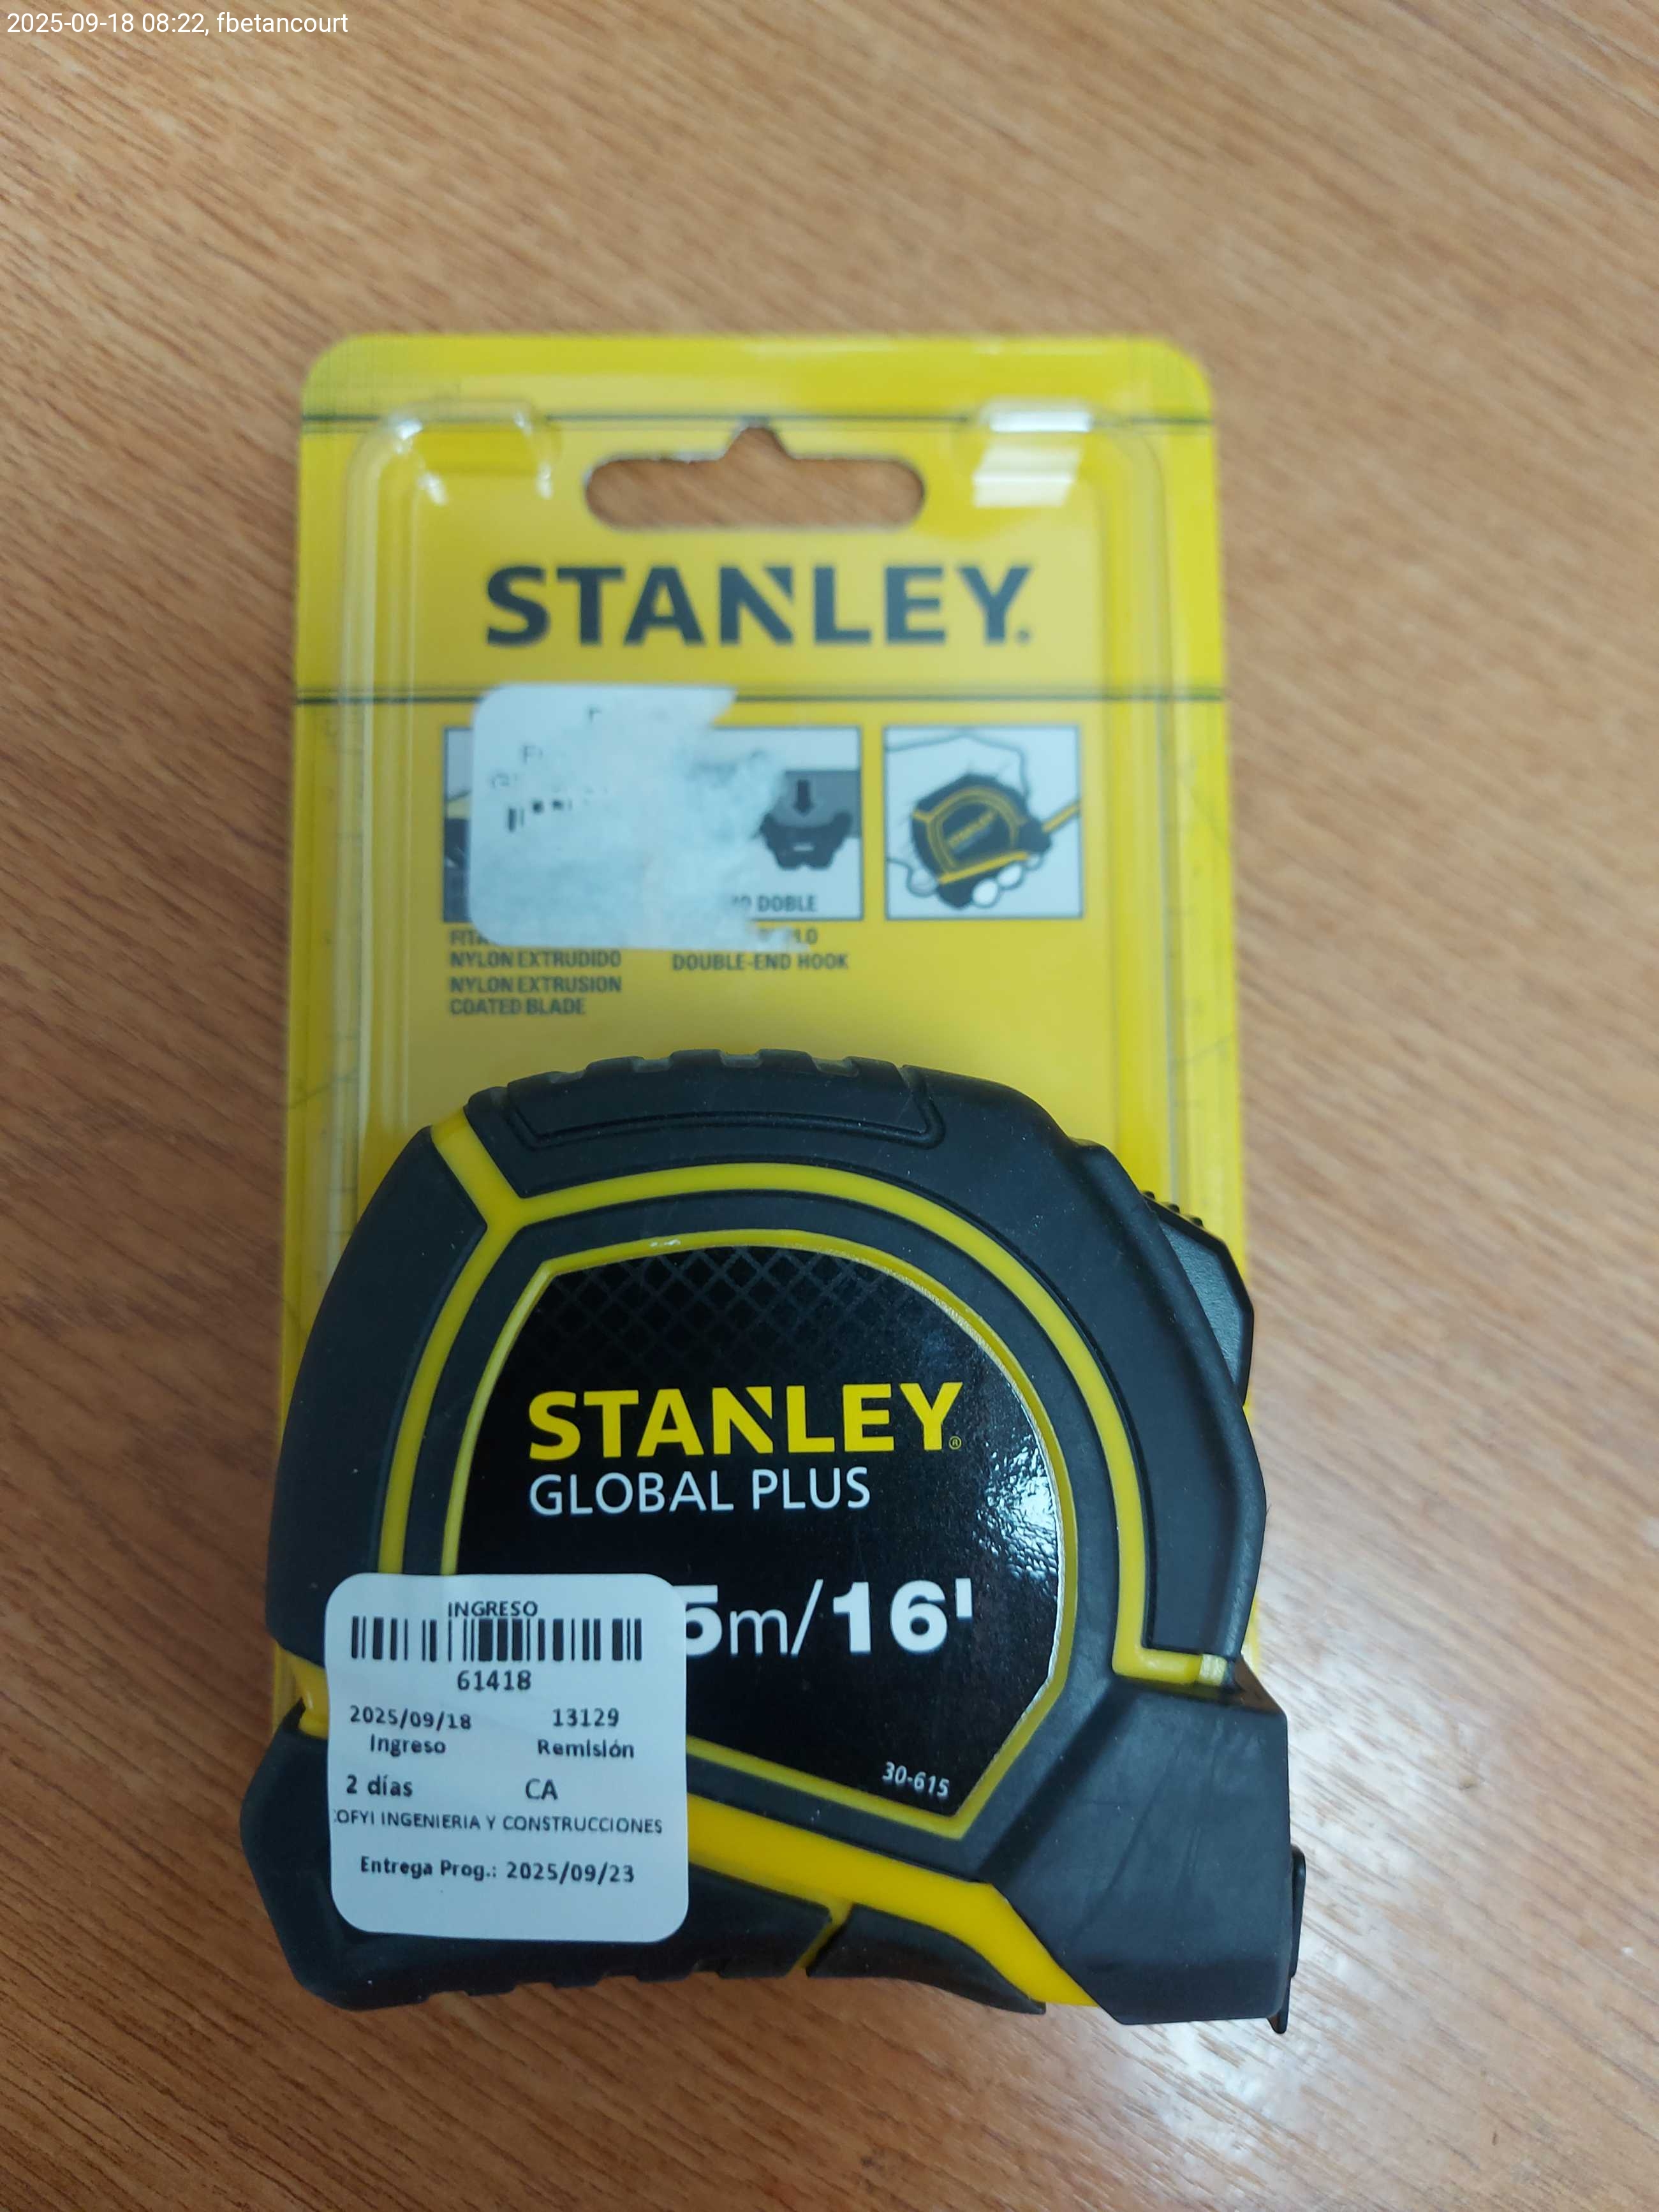 2025-09-18 08:22, fbetancourt
STANLEY®
DOBLE
NYLON EXTRUDIDO
DOUBLE-END HOOK
NYLON EXTRUSION
COATED BLADE
STANLEY®
GLOBAL PLUS
5m/16'
30-615
INGRESO
61418
2025/09/18 13129
Ingreso Remisión
2 días CA
OFYI INGENIERIA Y CONSTRUCCIONES
Entrega Prog.: 2025/09/23